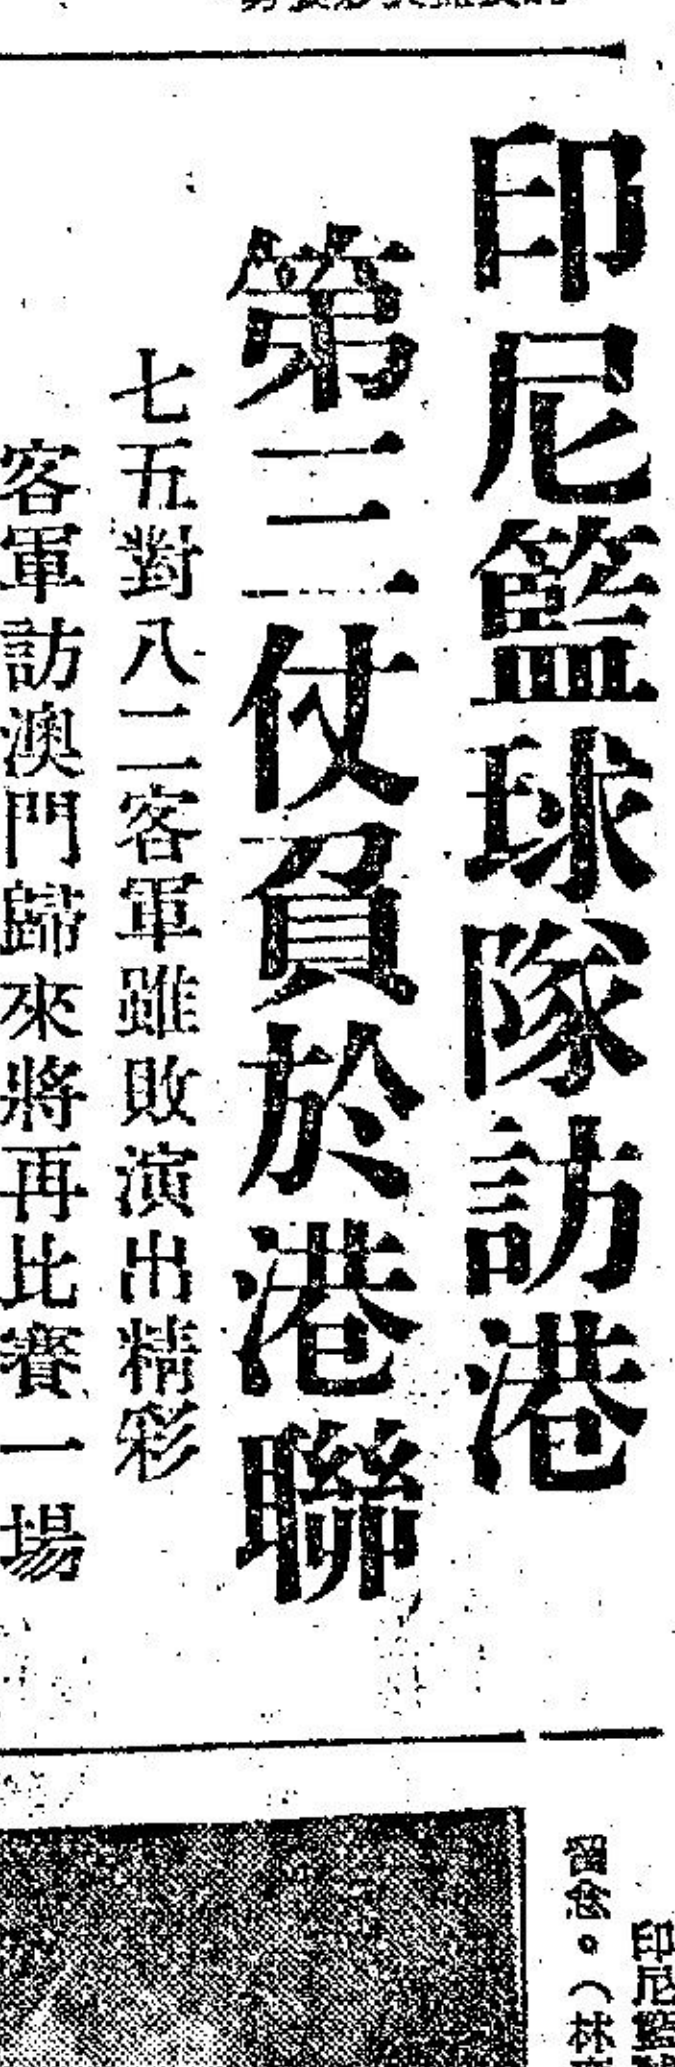 印尼籃球隊訪港
第三仗負於港聯
七五對八二客軍雖敗演出精彩
客軍訪澳門歸來將再比賽一場
印尼籃
留念。（林